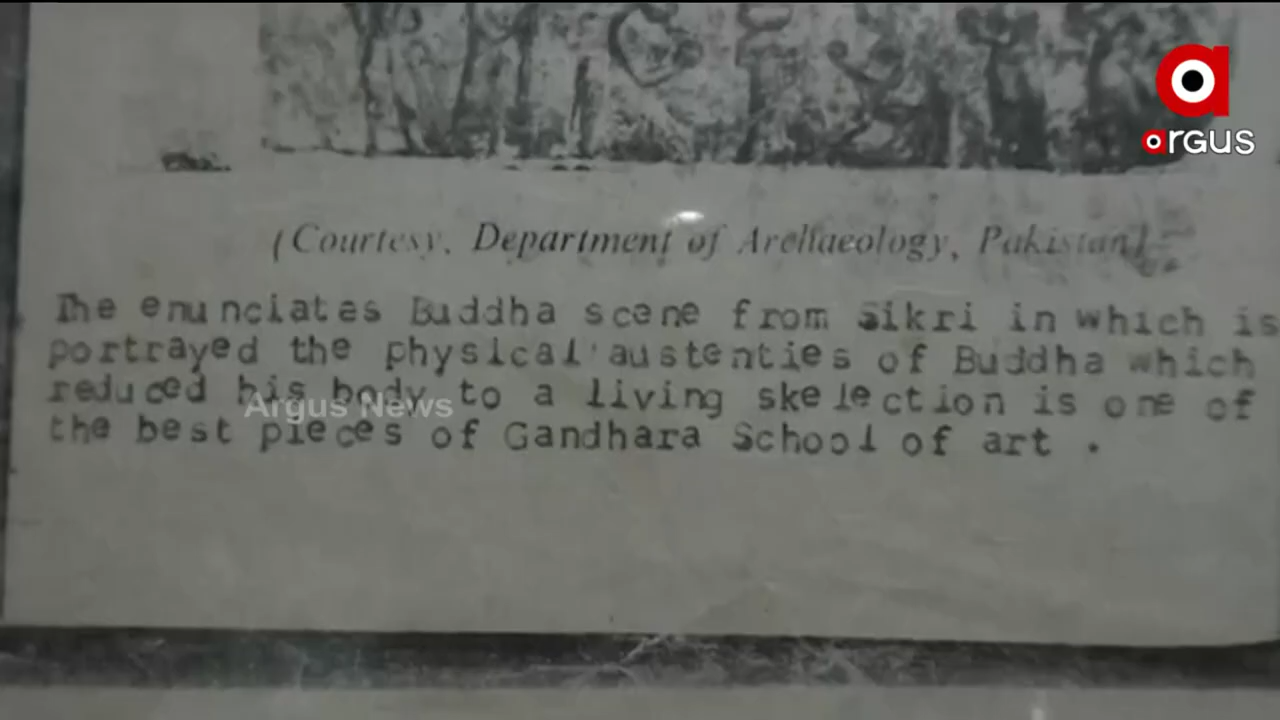 argus
(Courtesy, Department of Archaeology, Pakistan)
The enunciates Buddha scene from Sikri in which is
portrayed the physical austenties of Buddha which
reduced his body to a living skelection is one of
the best pieces of Gandhara School of art .
Argus News